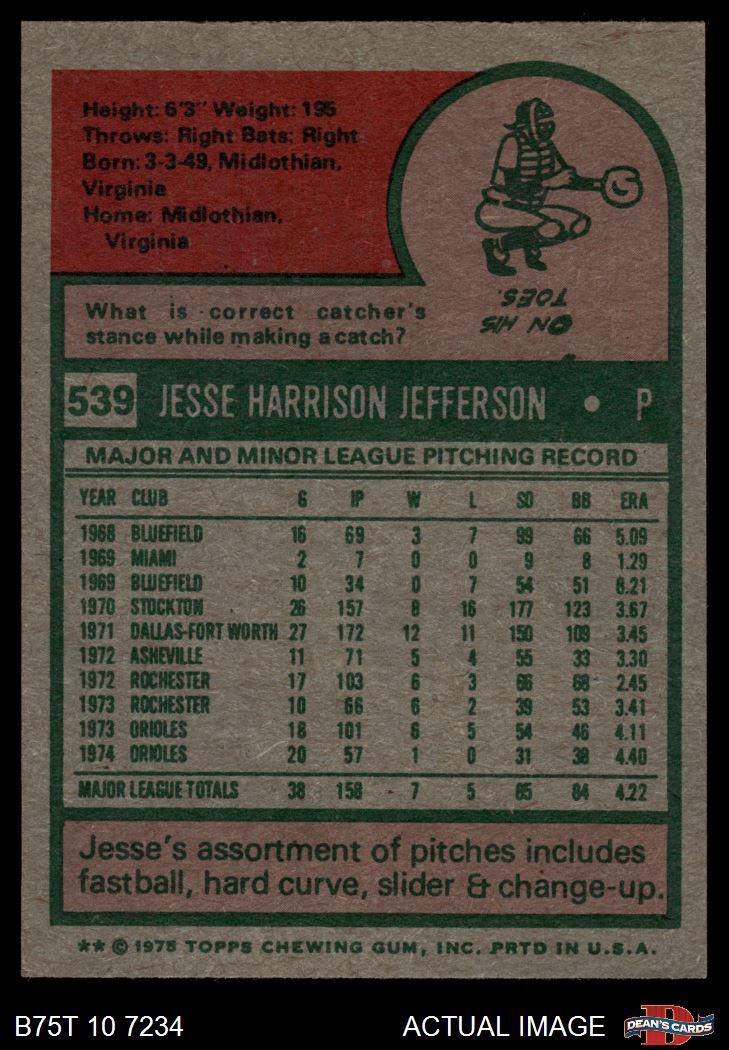 Height: 6'3" Weight: 195
Throws: Right Bats: Right
Born: 3-3-49, Midlothian,
Virginia
Home: Midlothian,
Virginia
ON HIS
TOES.
What is correct catcher's
stance while making a catch?
539 JESSE HARRISON JEFFERSON • P
MAJOR AND MINOR LEAGUE PITCHING RECORD
YEAR CLUB G IP W L SO BB ERA
1968 BLUEFIELD 16 69 3 7 99 66 5.09
1969 MIAMI 2 7 0 0 9 8 1.29
1969 BLUEFIELD 10 34 0 7 54 51 8.21
1970 STOCKTON 26 157 8 16 177 123 3.67
1971 DALLAS-FORT WORTH 27 172 12 11 150 109 3.45
1972 ASHEVILLE 11 71 5 4 55 33 3.30
1972 ROCHESTER 17 103 6 3 66 68 2.45
1973 ROCHESTER 10 66 6 2 39 53 3.41
1973 ORIOLES 18 101 6 5 54 46 4.11
1974 ORIOLES 20 57 1 0 31 38 4.40
MAJOR LEAGUE TOTALS 38 158 7 5 85 84 4.22
Jesse's assortment of pitches includes
fastball, hard curve, slider & change-up.
** © 1975 TOPPS CHEWING GUM, INC. PRTD IN U.S.A.
B75T 10 7234 ACTUAL IMAGE DEAN'S CARDS